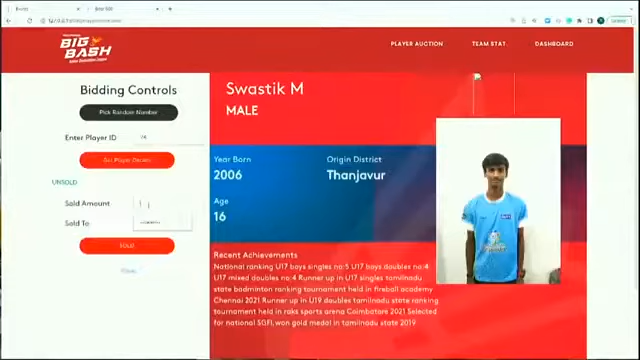 BIG
BASH
PLAYER AUCTION
TEAM STAT
DASHBOARD
Bidding Controls
Pick Random Number
Enter Player ID
Get Player Details
UNSOLD
Sold Amount
Sold To
SOLD
Swastik M
MALE
Year Born
2006
Origin District
Thanjavur
Age
16
Recent Achievements
National ranking U17 boys singles no:5 U17 boys doubles no:4
U17 mixed doubles no:4 Runner up in U17 singles tamilnadu
state badminton ranking tournament held in fireball academy
Chennai 2021 Runner up in U19 doubles tamilnadu state ranking
tournament held in raks sports arena Coimbatore 2021 Selected
for national SGFI, won gold medal in tamilnadu state 2019